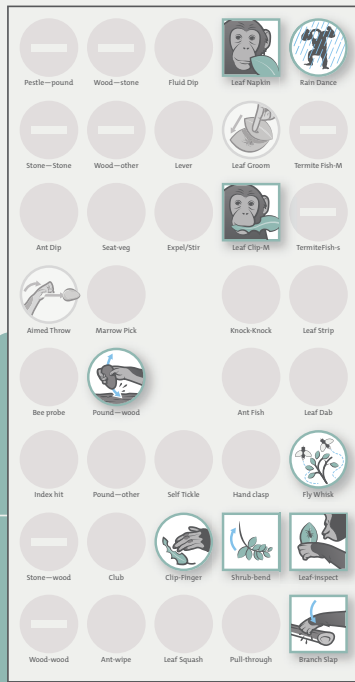 Pestle—pound Wood—stone Fluid Dip Leaf Napkin Rain Dance
Stone—Stone Wood—other Lever Leaf Groom Termite Fish-M
Ant Dip Seat-veg Expel/Stir Leaf Clip-M TermiteFish-s
Aimed Throw Marrow Pick Knock-Knock Leaf Strip
Bee probe Pound—wood Ant Fish Leaf Dab
Index hit Pound—other Self Tickle Hand clasp Fly Whisk
Stone—wood Club Clip-Finger Shrub-bend Leaf-inspect
Wood-wood Ant-wipe Leaf Squash Pull-through Branch Slap